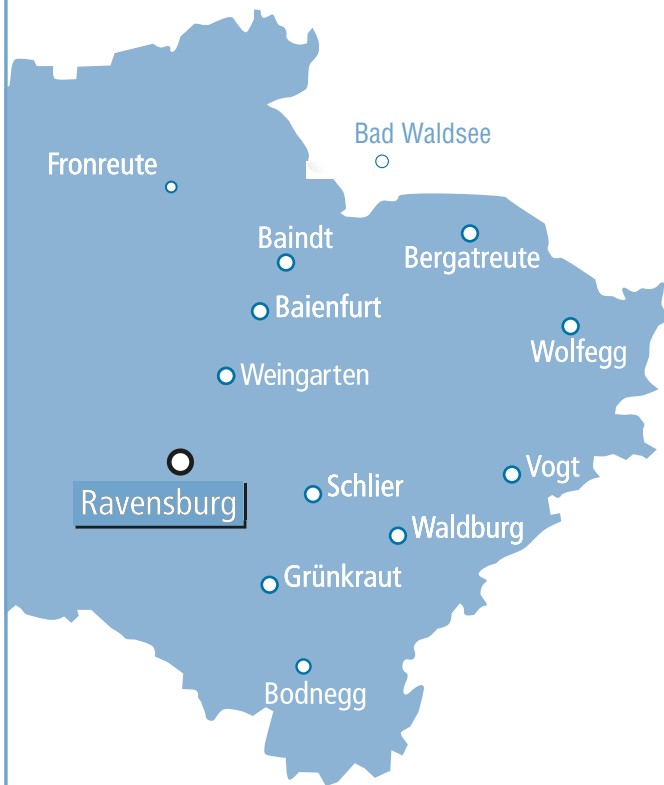 Bad Waldsee
Fronreute
Baindt
Bergatreute
Baienfurt
Wolfegg
Weingarten
Vogt
Schlier
Ravensburg
Waldburg
Grünkraut
Bodnegg